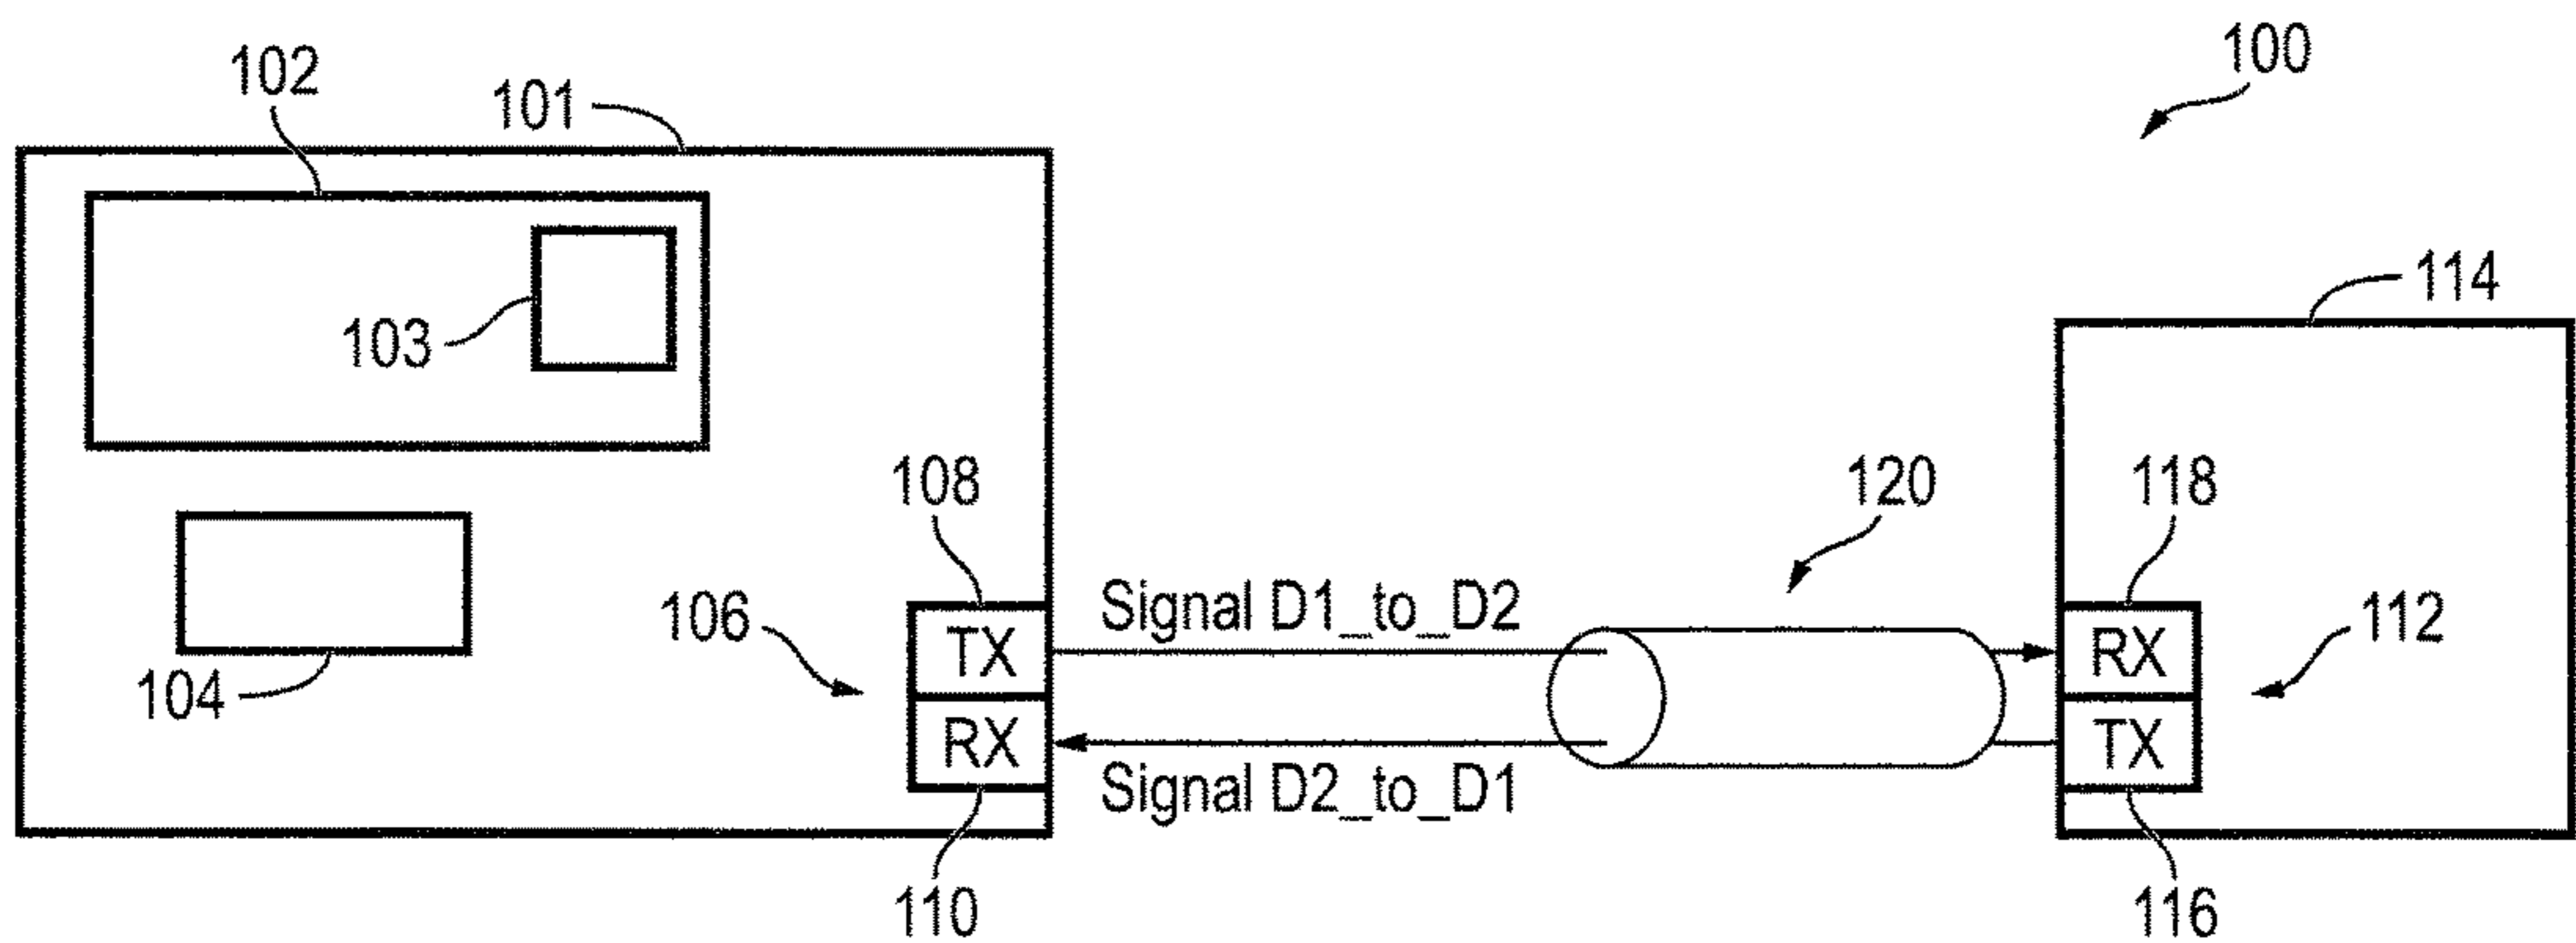 100
102
101
114
103
108
118
120
Signal D1_to_D2
106
TX
RX
112
104
RX
TX
Signal D2_to_D1
110
116